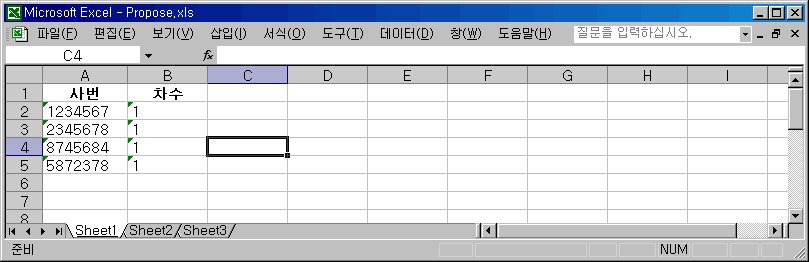 Microsoft Excel - Propose.xls
파일(F) 편집(E) 보기(V) 삽입(I) 서식(O) 도구(T) 데이터(D) 창(W) 도움말(H) 질문을 입력하십시오.
C4 fx
A B C D E F G H I
1 사번 차수
2 1234567 1
3 2345678 1
4 8745684 1
5 5872378 1
6
7
8
Sheet1 Sheet2 Sheet3
준비 NUM